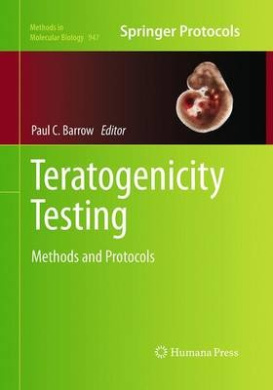 Methods in
Molecular Biology 947
Springer Protocols
Paul C. Barrow Editor
Teratogenicity
Testing
Methods and Protocols
Humana Press